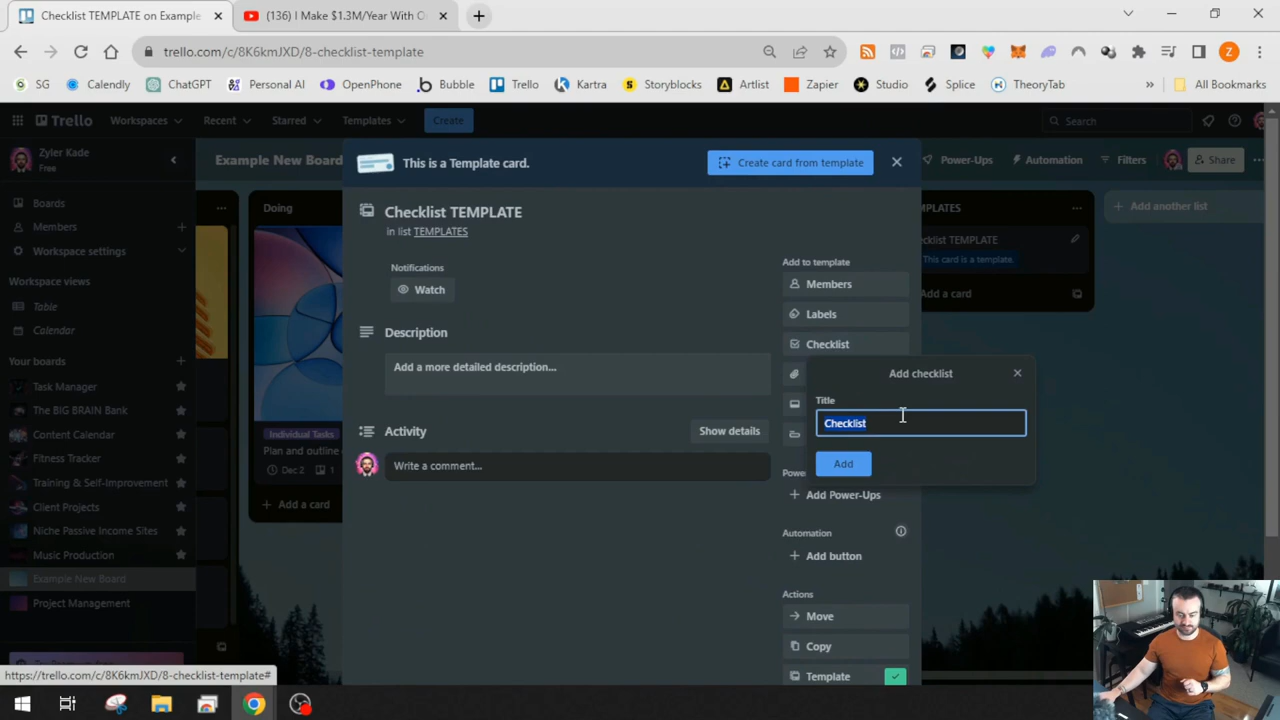 Checklist TEMPLATE on Example
(136) I Make $1.3M/Year With O
trello.com/c/8K6kmJXD/8-checklist-template
Z
SG
Calendly
ChatGPT
Personal AI
OpenPhone
Bubble
Trello
Kartra
Storyblocks
Artlist
Zapier
Studio
Splice
TheoryTab
»
All Bookmarks
Trello
Workspaces
Recent
Starred
Templates
Create
Search
Zyler Kade
Free
Example New Board
Power-Ups
Automation
Filters
Share
Boards
Members
Workspace settings
Workspace views
Table
Calendar
Your boards
Task Manager
The BIG BRAIN Bank
Content Calendar
Fitness Tracker
Training & Self-Improvement
Client Projects
Niche Passive Income Sites
Music Production
Example New Board
Project Management
Doing
Individual Tasks
Plan and outline
Dec 2
1
Add a card
This is a Template card.
Create card from template
Checklist TEMPLATE
in list TEMPLATES
Notifications
Watch
Description
Add a more detailed description...
Activity
Show details
Write a comment...
Add to template
Members
Labels
Checklist
Add checklist
Title
Checklist
Add
Add Power-Ups
Automation
Add button
Actions
Move
Copy
Template
MPLATES
cklist TEMPLATE
This card is a template.
dd a card
Add another list
https://trello.com/c/8K6kmJXD/8-checklist-template#